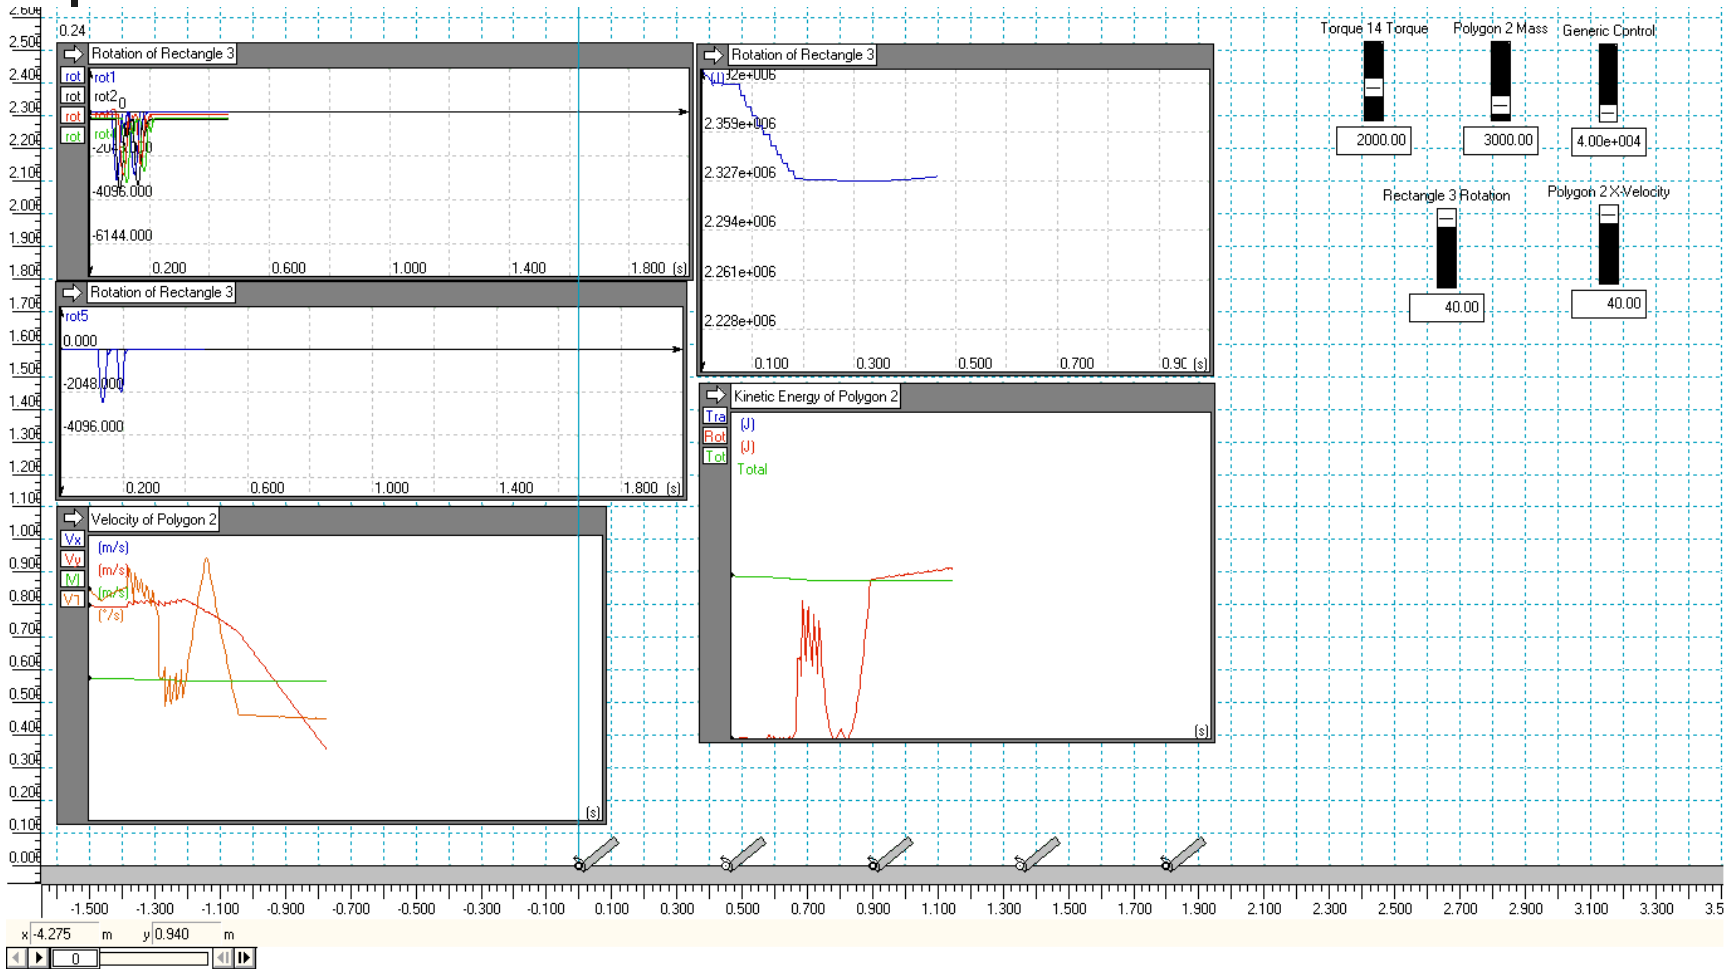 0.24
Rotation of Rectangle 3
rot
rot
rot
rot
rot1
rot2
0
-2048.000
-4096.000
-6144.000
0.200 0.600 1.000 1.400 1.800 (s)
Rotation of Rectangle 3
(J)
2.359e+006
2.327e+006
2.294e+006
2.261e+006
2.228e+006
0.100 0.300 0.500 0.700 (s)
Torque 14 Torque
2000.00
Polygon 2 Mass
3000.00
Generic Control
4.00e+004
Rectangle 3 Rotation
40.00
Polygon 2 X-Velocity
40.00
Rotation of Rectangle 3
rot5
0.000
-2048.000
-4096.000
0.200 0.600 1.000 1.400 1.800 (s)
Kinetic Energy of Polygon 2
Tra
Rot
Tot
(J)
(J)
Total
(s)
Velocity of Polygon 2
Vx
Vy
|V|
(m/s)
(m/s)
(m/s)
(°/s)
(s)
2.600
2.500
2.400
2.300
2.200
2.100
2.000
1.900
1.800
1.700
1.600
1.500
1.400
1.300
1.200
1.100
1.000
0.900
0.800
0.700
0.600
0.500
0.400
0.300
0.200
0.100
0.000
-1.500 -1.300 -1.100 -0.900 -0.700 -0.500 -0.300 -0.100 0.100 0.300 0.500 0.700 0.900 1.100 1.300 1.500 1.700 1.900 2.100 2.300 2.500 2.700 2.900 3.100 3.300 3.5
x -4.275 m y 0.940 m
0